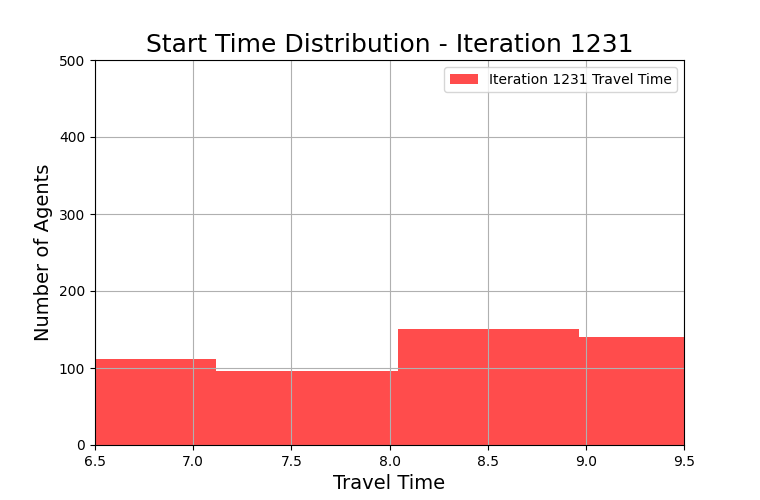 Start Time Distribution - Iteration 1231
500
Iteration 1231 Travel Time
400
300
200
100
0
Number of Agents
6.5 7.0 7.5 8.0 8.5 9.0 9.5
Travel Time